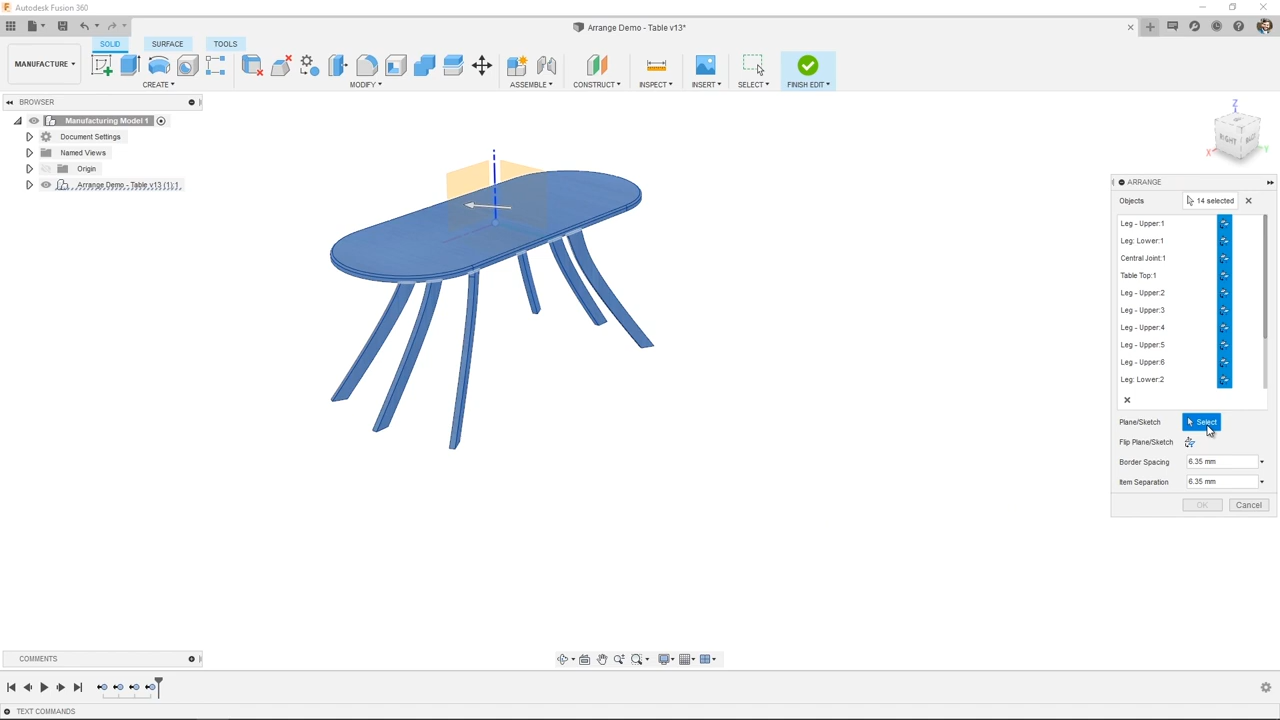 Autodesk Fusion 360
Arrange Demo - Table v13*
MANUFACTURE
SOLID SURFACE TOOLS
CREATE MODIFY ASSEMBLE CONSTRUCT INSPECT INSERT SELECT FINISH EDIT
BROWSER
Manufacturing Model 1
Document Settings
Named Views
Origin
Arrange Demo - Table v13 (1):1
Z
RIGHT BACK
X Y
ARRANGE
Objects 14 selected
Leg - Upper:1
Leg: Lower:1
Central Joint:1
Table Top:1
Leg - Upper:2
Leg - Upper:3
Leg - Upper:4
Leg - Upper:5
Leg - Upper:6
Leg: Lower:2
Plane/Sketch Select
Flip Plane/Sketch
Border Spacing 6.35 mm
Item Separation 6.35 mm
OK Cancel
COMMENTS
TEXT COMMANDS